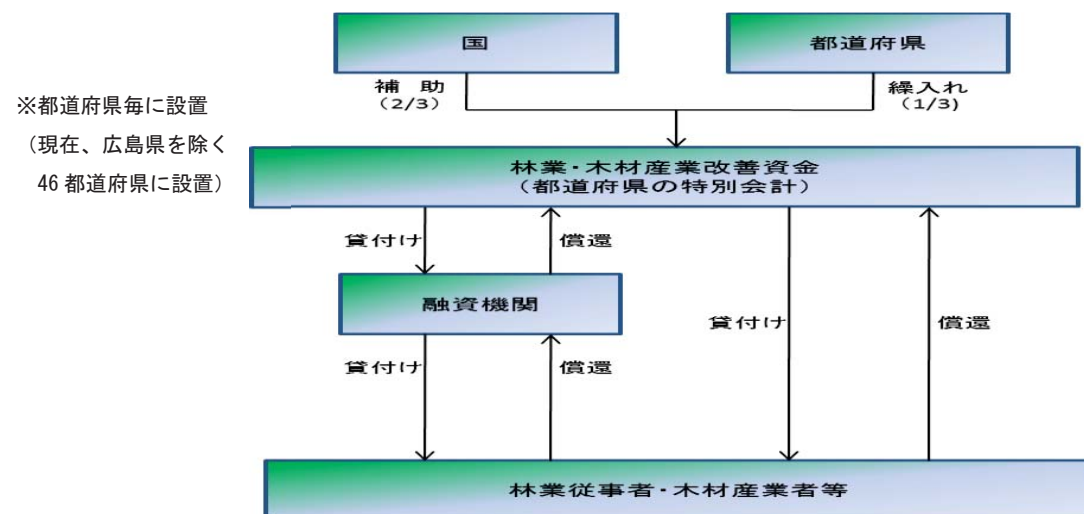 国
都道府県
補助
（2/3）
繰入れ
（1/3）
※都道府県毎に設置
（現在、広島県を除く
46都道府県に設置）
林業・木材産業改善資金
（都道府県の特別会計）
貸付け
償還
融資機関
貸付け
償還
貸付け
償還
林業従事者・木材産業者等